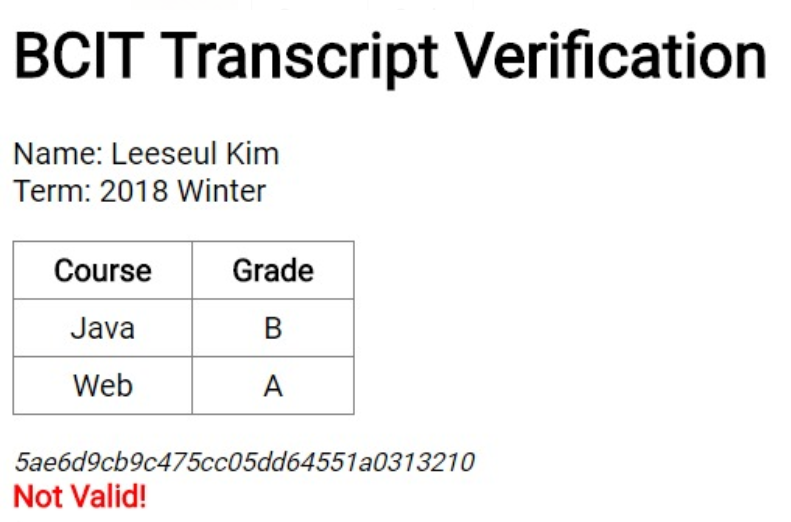 BCIT Transcript Verification
Name: Leeseul Kim
Term: 2018 Winter
Course Grade
Java B
Web A
5ae6d9cb9c475cc05dd64551a0313210
Not Valid!